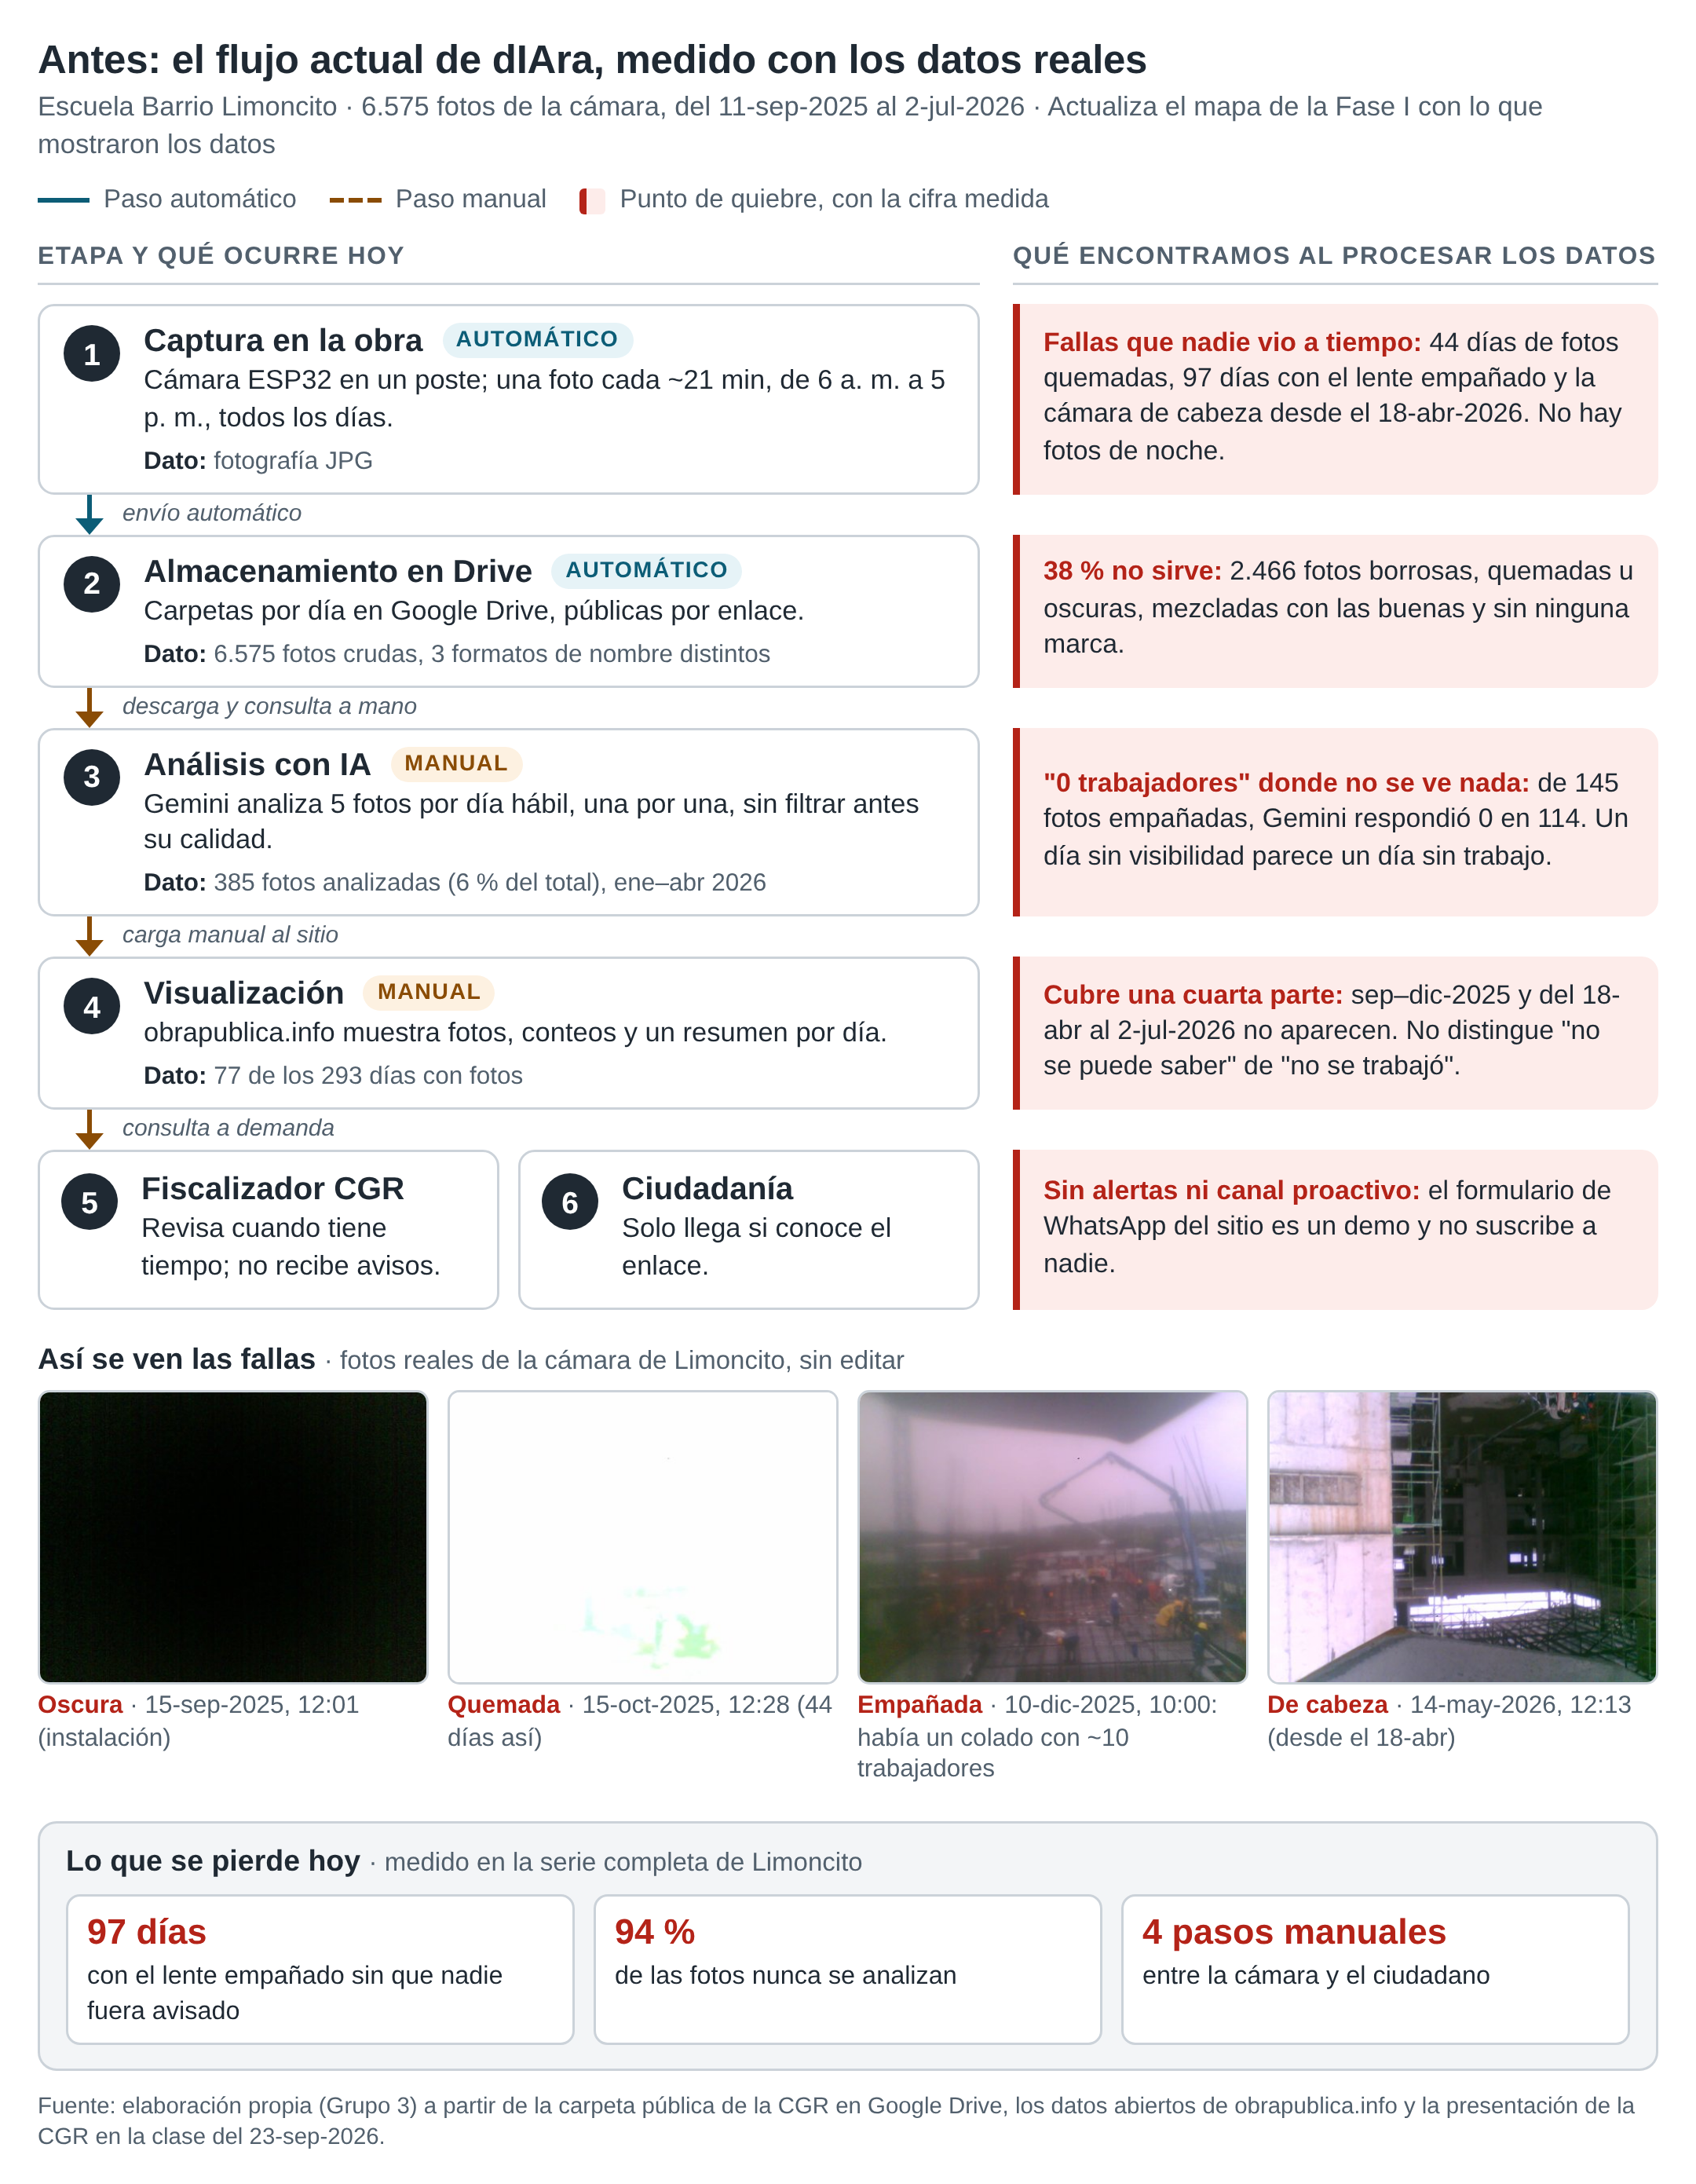 Antes: el flujo actual de dIAra, medido con los datos reales
Escuela Barrio Limoncito · 6.575 fotos de la cámara, del 11-sep-2025 al 2-jul-2026 · Actualiza el mapa de la Fase I con lo que
mostraron los datos
Paso automático
Paso manual
Punto de quiebre, con la cifra medida
ETAPA Y QUÉ OCURRE HOY
QUÉ ENCONTRAMOS AL PROCESAR LOS DATOS
1
Captura en la obra
AUTOMÁTICO
Cámara ESP32 en un poste; una foto cada ~21 min, de 6 a. m. a 5
p. m., todos los días.
Dato: fotografía JPG
Fallas que nadie vio a tiempo: 44 días de fotos
quemadas, 97 días con el lente empañado y la
cámara de cabeza desde el 18-abr-2026. No hay
fotos de noche.
envío automático
2
Almacenamiento en Drive
AUTOMÁTICO
Carpetas por día en Google Drive, públicas por enlace.
Dato: 6.575 fotos crudas, 3 formatos de nombre distintos
38 % no sirve: 2.466 fotos borrosas, quemadas u
oscuras, mezcladas con las buenas y sin ninguna
marca.
descarga y consulta a mano
3
Análisis con IA
MANUAL
Gemini analiza 5 fotos por día hábil, una por una, sin filtrar antes
su calidad.
Dato: 385 fotos analizadas (6 % del total), ene–abr 2026
"0 trabajadores" donde no se ve nada: de 145
fotos empañadas, Gemini respondió 0 en 114. Un
día sin visibilidad parece un día sin trabajo.
carga manual al sitio
4
Visualización
MANUAL
obrapublica.info muestra fotos, conteos y un resumen por día.
Dato: 77 de los 293 días con fotos
Cubre una cuarta parte: sep–dic-2025 y del 18-
abr al 2-jul-2026 no aparecen. No distingue "no
se puede saber" de "no se trabajó".
consulta a demanda
5
Fiscalizador CGR
Revisa cuando tiene
tiempo; no recibe avisos.
6
Ciudadanía
Solo llega si conoce el
enlace.
Sin alertas ni canal proactivo: el formulario de
WhatsApp del sitio es un demo y no suscribe a
nadie.
Así se ven las fallas · fotos reales de la cámara de Limoncito, sin editar
Oscura · 15-sep-2025, 12:01
(instalación)
Quemada · 15-oct-2025, 12:28 (44
días así)
Empañada · 10-dic-2025, 10:00:
había un colado con ~10
trabajadores
De cabeza · 14-may-2026, 12:13
(desde el 18-abr)
Lo que se pierde hoy · medido en la serie completa de Limoncito
97 días
con el lente empañado sin que nadie
fuera avisado
94 %
de las fotos nunca se analizan
4 pasos manuales
entre la cámara y el ciudadano
Fuente: elaboración propia (Grupo 3) a partir de la carpeta pública de la CGR en Google Drive, los datos abiertos de obrapublica.info y la presentación de la
CGR en la clase del 23-sep-2026.